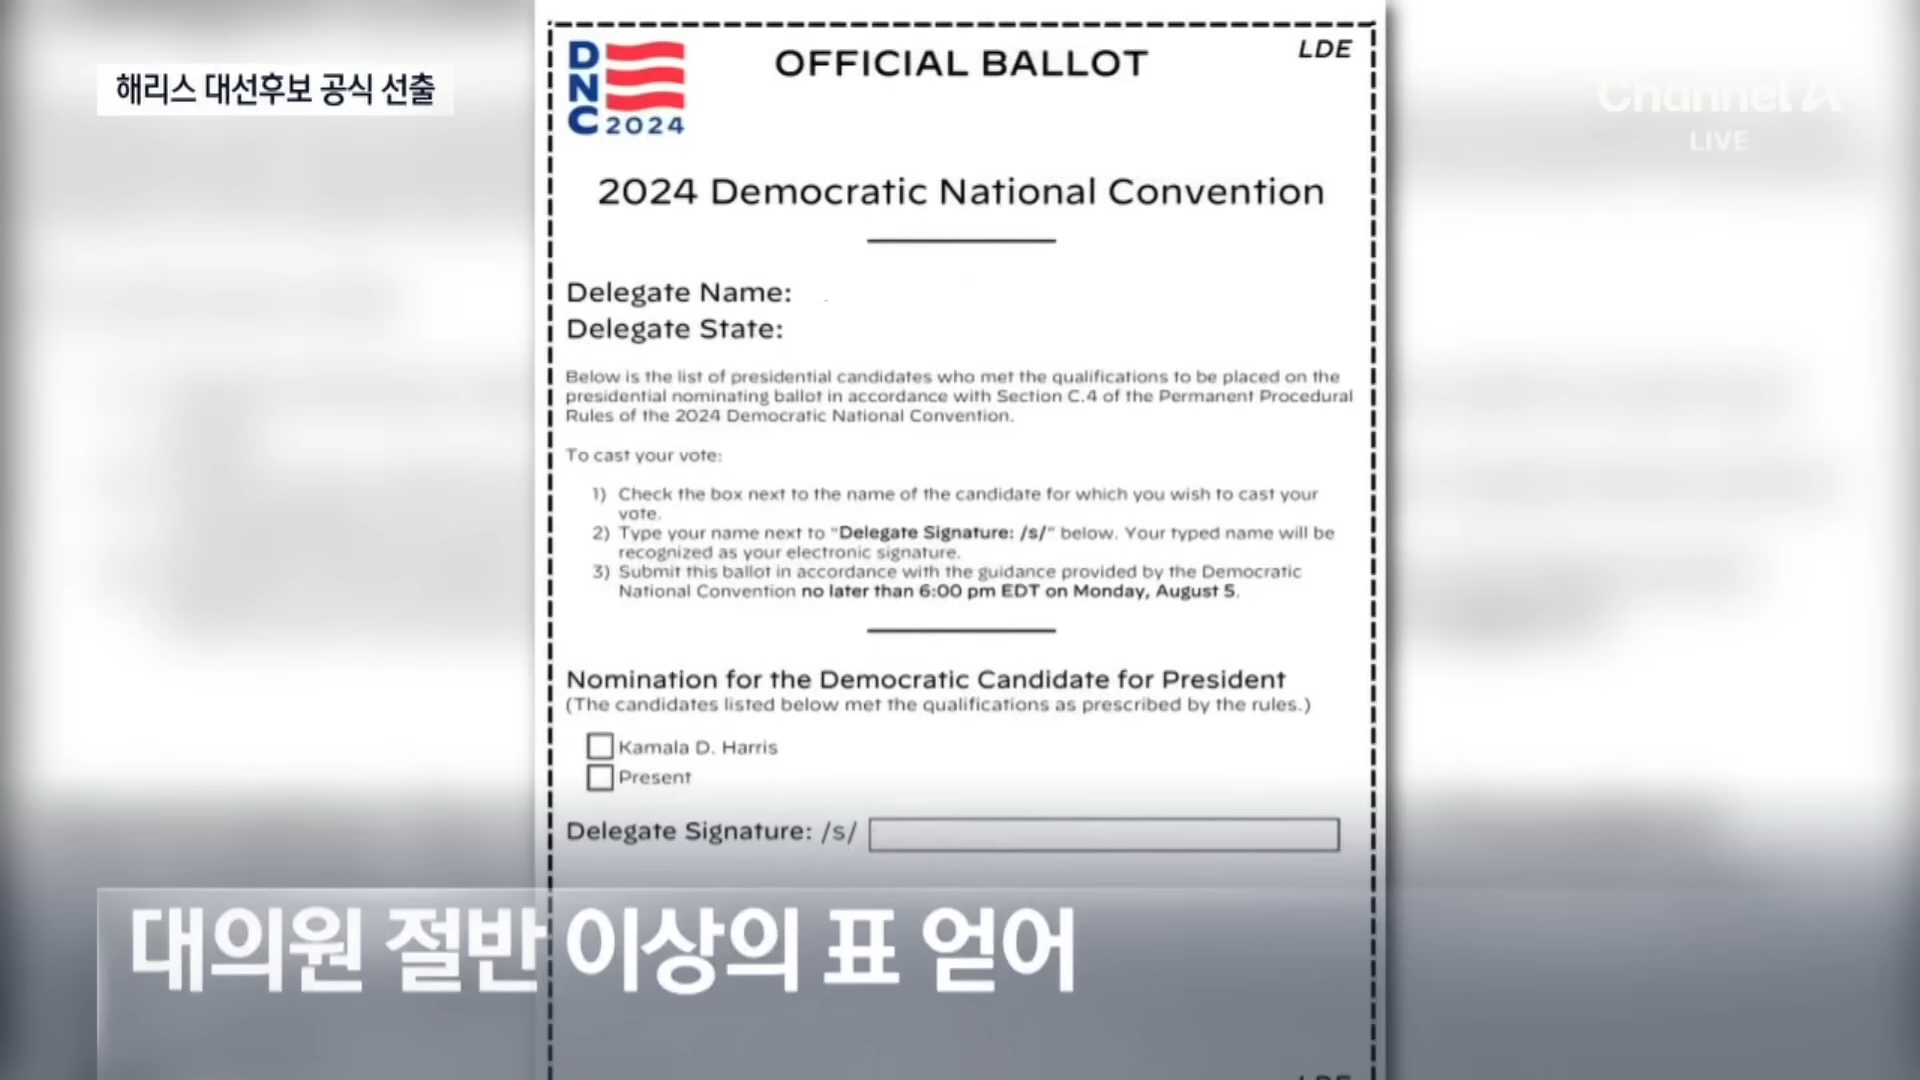 해리스 대선후보 공식 선출
Channel A
LIVE
DNC
2024
OFFICIAL BALLOT
LDE
2024 Democratic National Convention
Delegate Name:
Delegate State:
Below is the list of presidential candidates who met the qualifications to be placed on the
presidential nominating ballot in accordance with Section C.4 of the Permanent Procedural
Rules of the 2024 Democratic National Convention.
To cast your vote:
1) Check the box next to the name of the candidate for which you wish to cast your
vote.
2) Type your name next to "Delegate Signature: /s/" below. Your typed name will be
recognized as your electronic signature.
3) Submit this ballot in accordance with the guidance provided by the Democratic
National Convention no later than 6:00 pm EDT on Monday, August 5.
Nomination for the Democratic Candidate for President
(The candidates listed below met the qualifications as prescribed by the rules.)
Kamala D. Harris
Present
Delegate Signature: /s/
대의원 절반 이상의 표 얻어